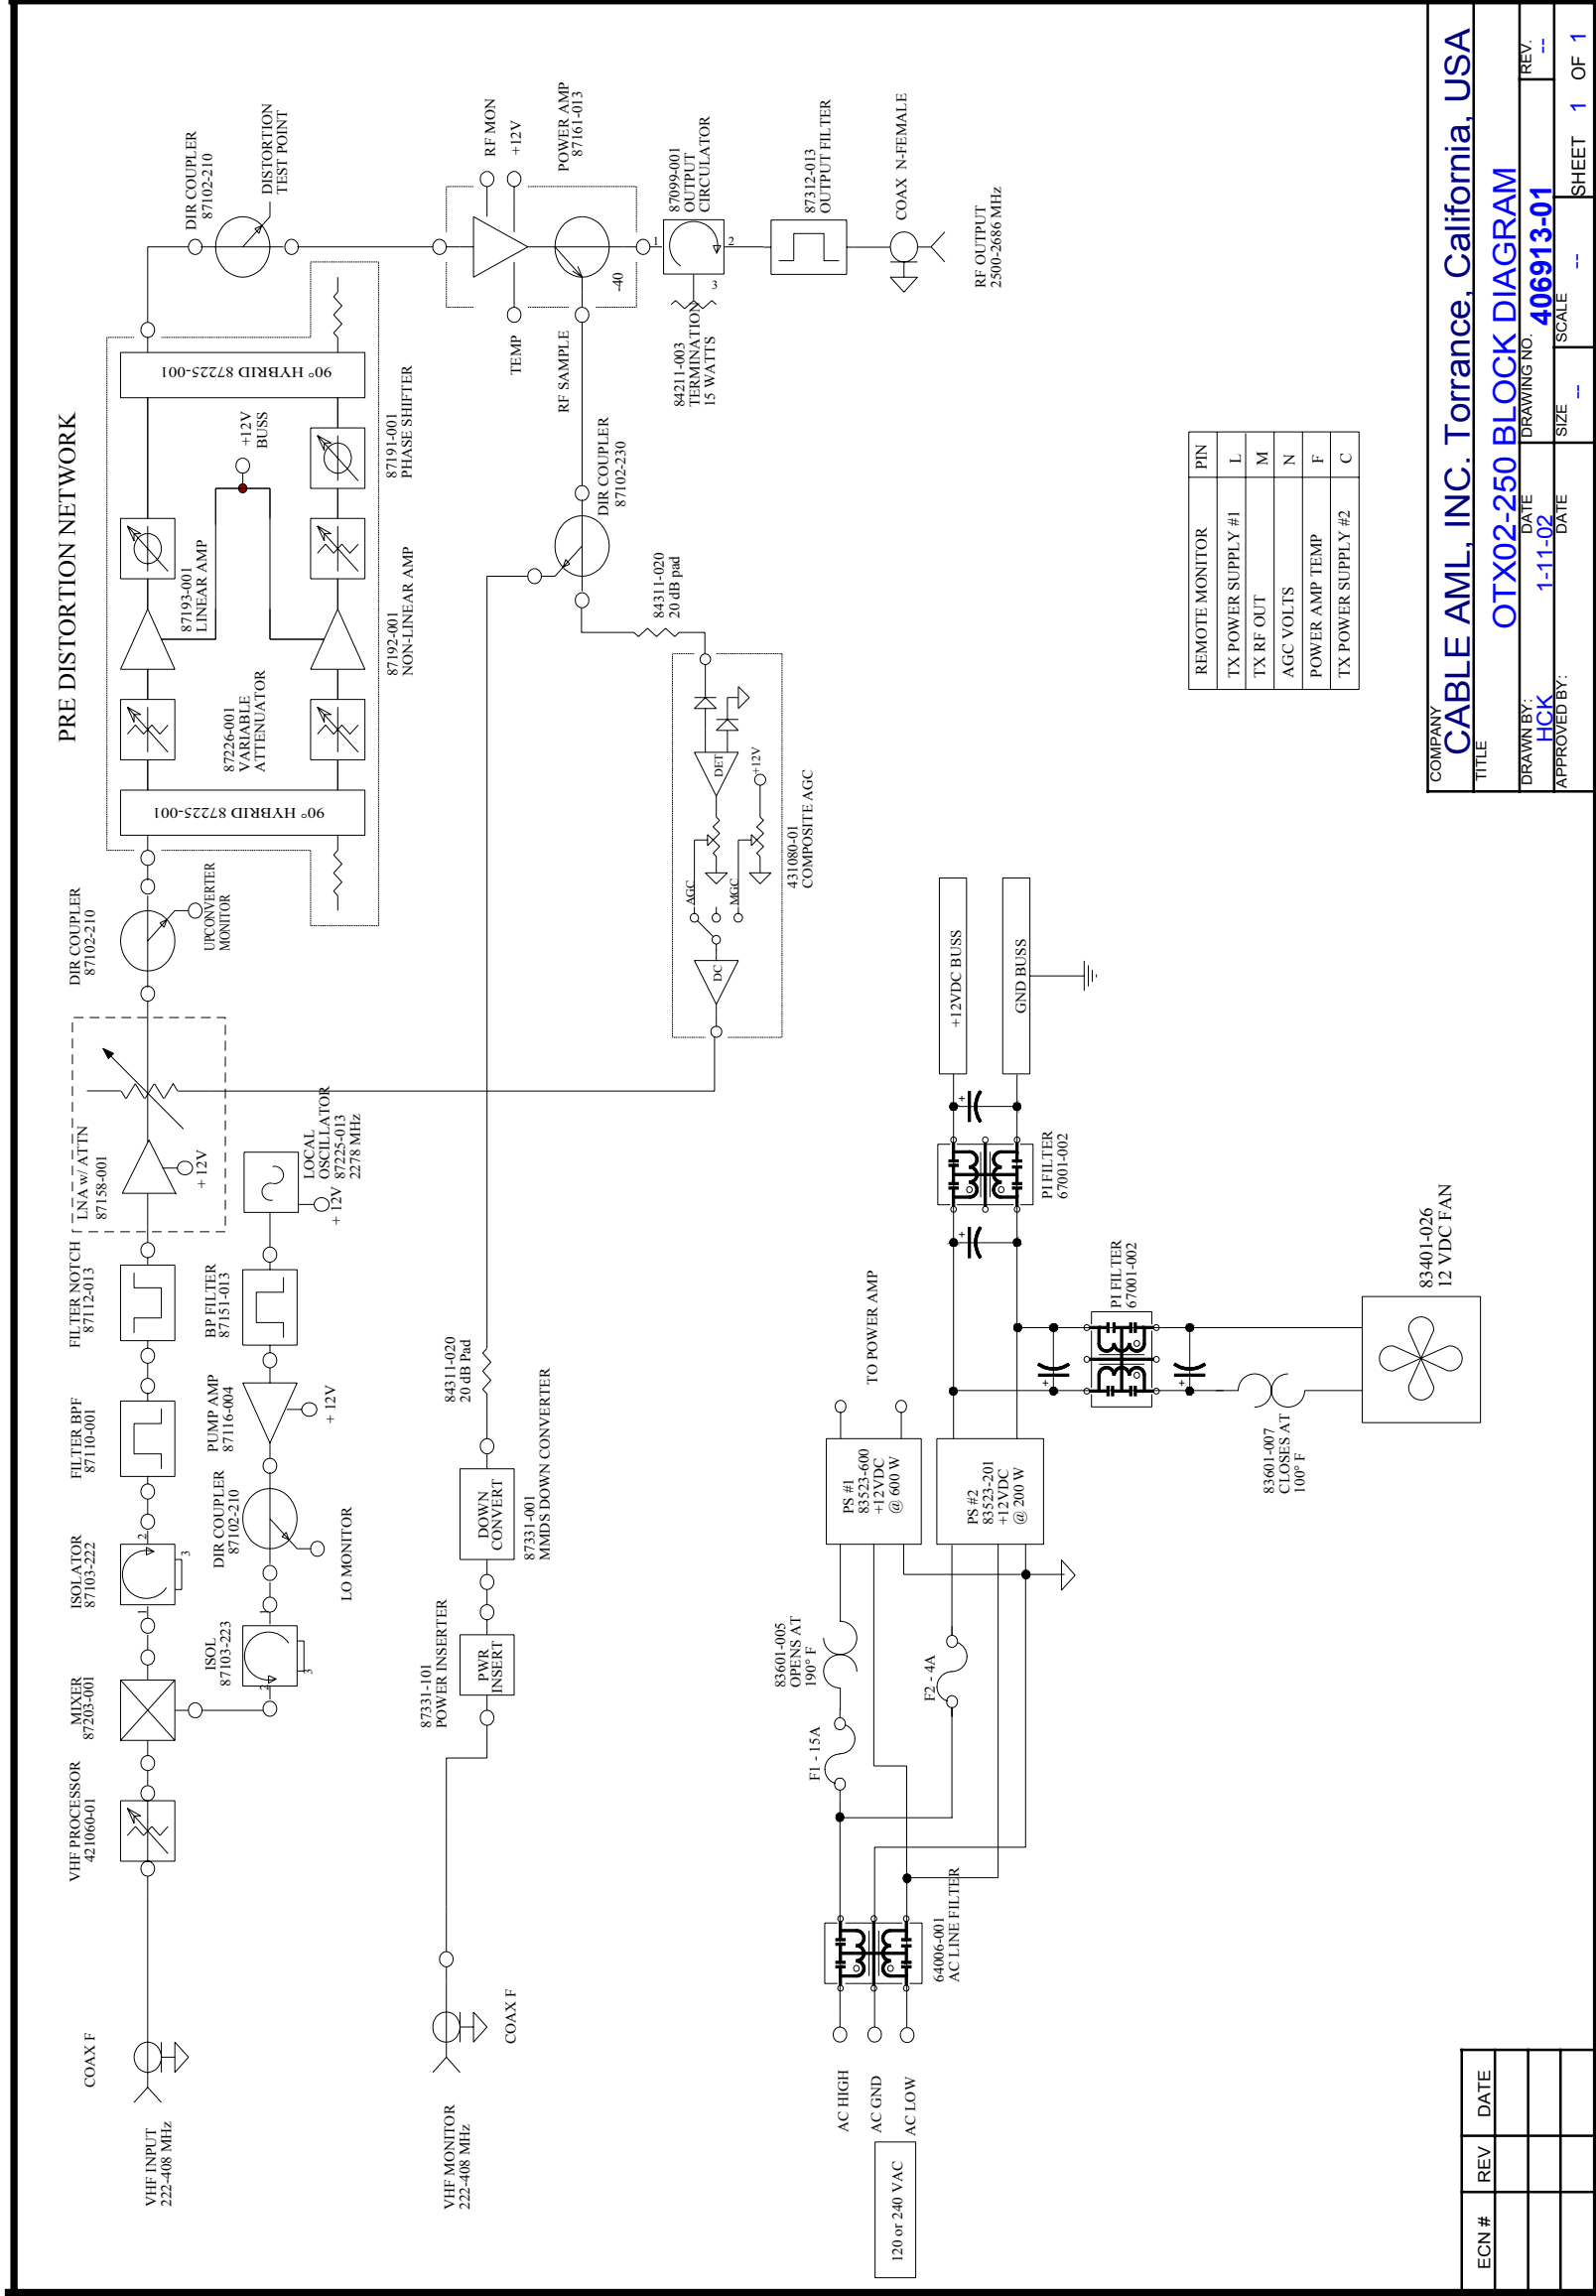 PRE DISTORTION NETWORK
VHF INPUT
222-408 MHz
COAX F
VHF PROCESSOR
421060-01
MIXER
87203-001
ISOLATOR
87103-222
1
2
3
FILTER BPF
87110-001
FILTER NOTCH
87112-013
LNA w/ ATTN
87158-001
+ 12V
DIR COUPLER
87102-210
UPCONVERTER
MONITOR
90° HYBRID 87225-001
87226-001
VARIABLE
ATTENUATOR
87193-001
LINEAR AMP
87192-001
NON-LINEAR AMP
+12V
BUSS
87191-001
PHASE SHIFTER
90° HYBRID 87225-001
DIR COUPLER
87102-210
DISTORTION
TEST POINT
ISOL
87103-223
1
2
3
DIR COUPLER
87102-210
LO MONITOR
PUMP AMP
87116-004
+ 12V
BP FILTER
87151-013
LOCAL
OSCILLATOR
87225-013
2278 MHz
+ 12V
RF MON
+12V
TEMP
POWER AMP
87161-013
-40
RF SAMPLE
87099-001
OUTPUT
CIRCULATOR
1
2
3
84211-003
TERMINATION
15 WATTS
87312-013
OUTPUT FILTER
COAX N-FEMALE
RF OUTPUT
2500-2686 MHz
VHF MONITOR
222-408 MHz
COAX F
87331-101
POWER INSERTER
PWR
INSERT
DOWN
CONVERT
87331-001
MMDS DOWN CONVERTER
84311-020
20 dB Pad
DIR COUPLER
87102-230
84311-020
20 dB pad
DET
+12V
AGC
MGC
DC
431080-01
COMPOSITE AGC
120 or 240 VAC
AC HIGH
AC GND
AC LOW
64006-001
AC LINE FILTER
F1 - 15A
83601-005
OPENS AT
190° F
F2 - 4A
PS #1
83523-600
+12VDC
@ 600 W
PS #2
83523-201
+12VDC
@ 200 W
TO POWER AMP
+
+
PI FILTER
67001-002
+12VDC BUSS
GND BUSS
+
+
PI FILTER
67001-002
83601-007
CLOSES AT
100° F
83401-026
12 VDC FAN
REMOTE MONITOR PIN
TX POWER SUPPLY #1 L
TX RF OUT M
AGC VOLTS N
POWER AMP TEMP F
TX POWER SUPPLY #2 C
ECN # REV DATE
COMPANY
CABLE AML, INC. Torrance, California, USA
TITLE
OTX02-250 BLOCK DIAGRAM
DRAWN BY: DATE DRAWING NO. REV.
HCK 1-11-02 406913-01 --
APPROVED BY: DATE SIZE -- SCALE -- SHEET 1 OF 1